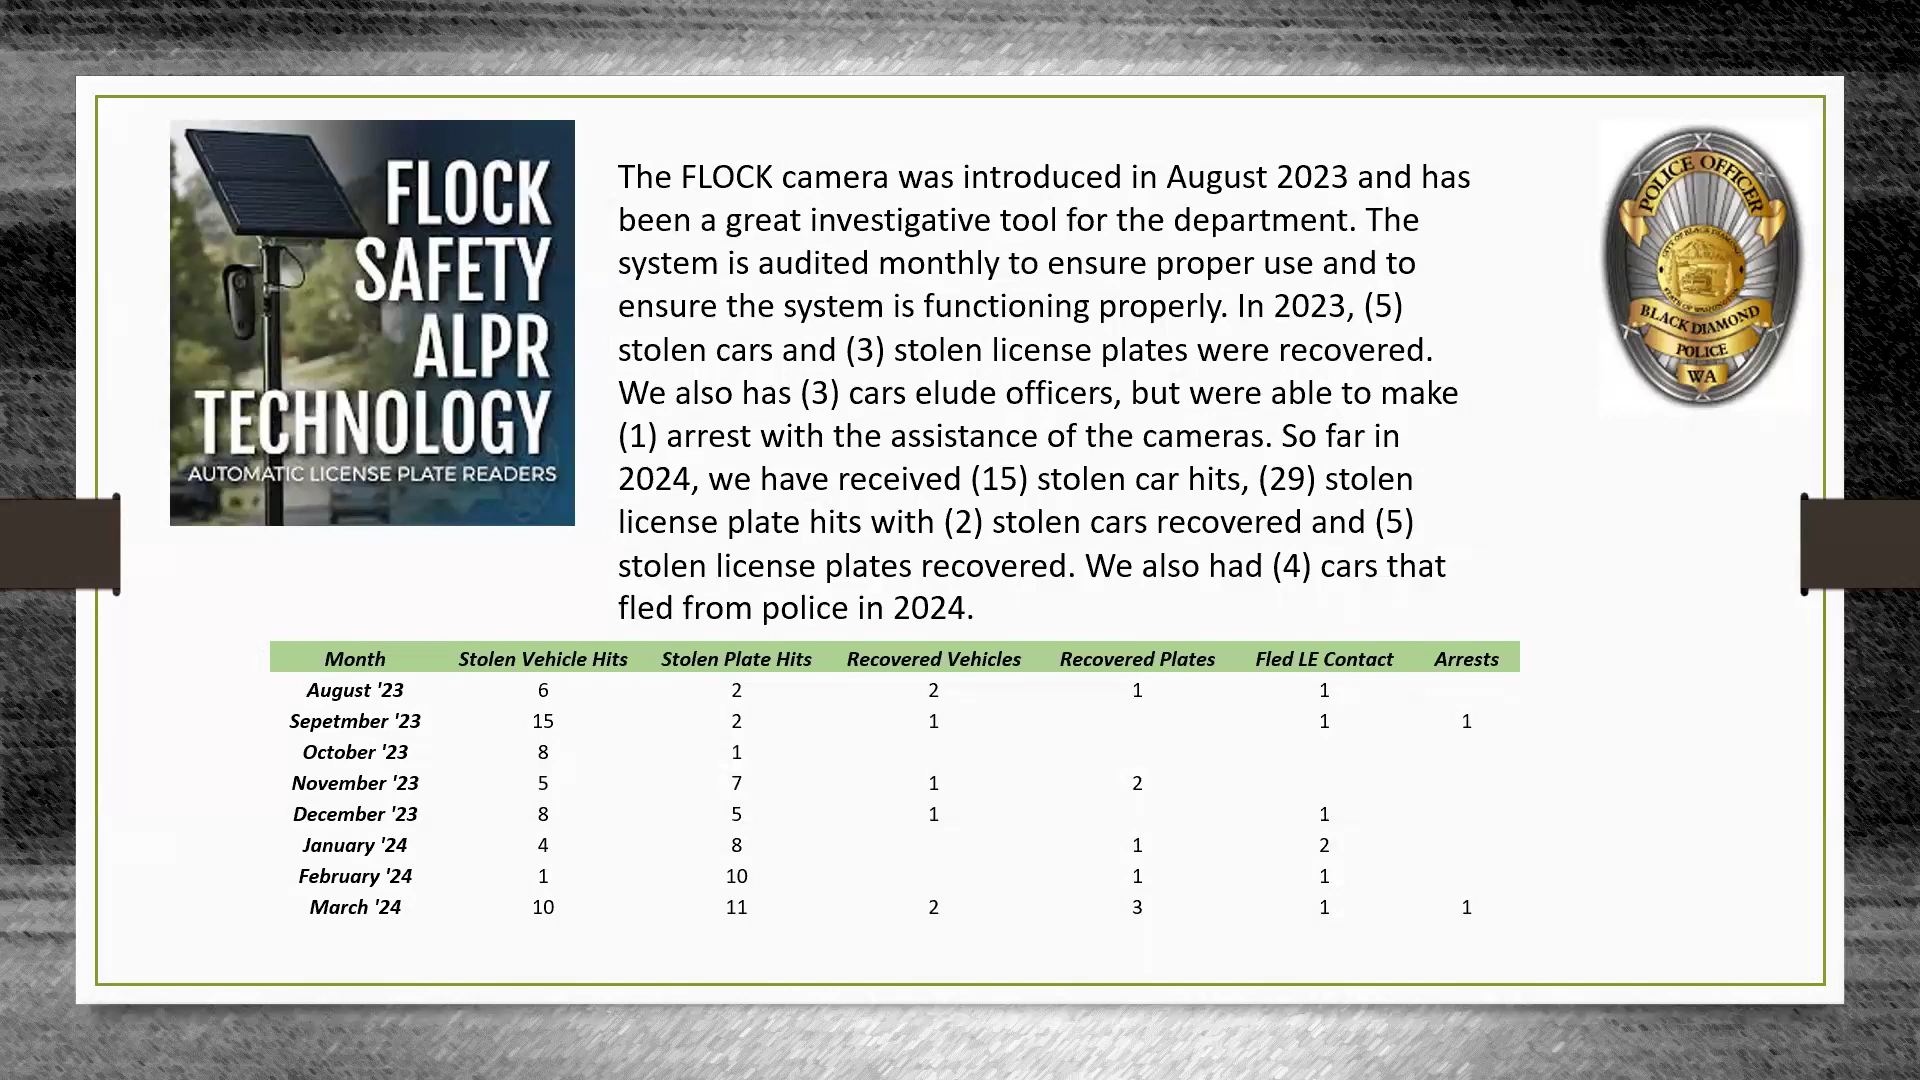 FLOCK
SAFETY
ALPR
TECHNOLOGY
AUTOMATIC LICENSE PLATE READERS
The FLOCK camera was introduced in August 2023 and has
been a great investigative tool for the department. The
system is audited monthly to ensure proper use and to
ensure the system is functioning properly. In 2023, (5)
stolen cars and (3) stolen license plates were recovered.
We also has (3) cars elude officers, but were able to make
(1) arrest with the assistance of the cameras. So far in
2024, we have received (15) stolen car hits, (29) stolen
license plate hits with (2) stolen cars recovered and (5)
stolen license plates recovered. We also had (4) cars that
fled from police in 2024.
POLICE OFFICER
CITY OF BLACK DIAMOND
STATE OF WASHINGTON
BLACK DIAMOND
POLICE
WA
Month Stolen Vehicle Hits Stolen Plate Hits Recovered Vehicles Recovered Plates Fled LE Contact Arrests
August '23 6 2 2 1 1
Sepetmber '23 15 2 1 1 1
October '23 8 1
November '23 5 7 1 2
December '23 8 5 1 1
January '24 4 8 1 2
February '24 1 10 1 1
March '24 10 11 2 3 1 1